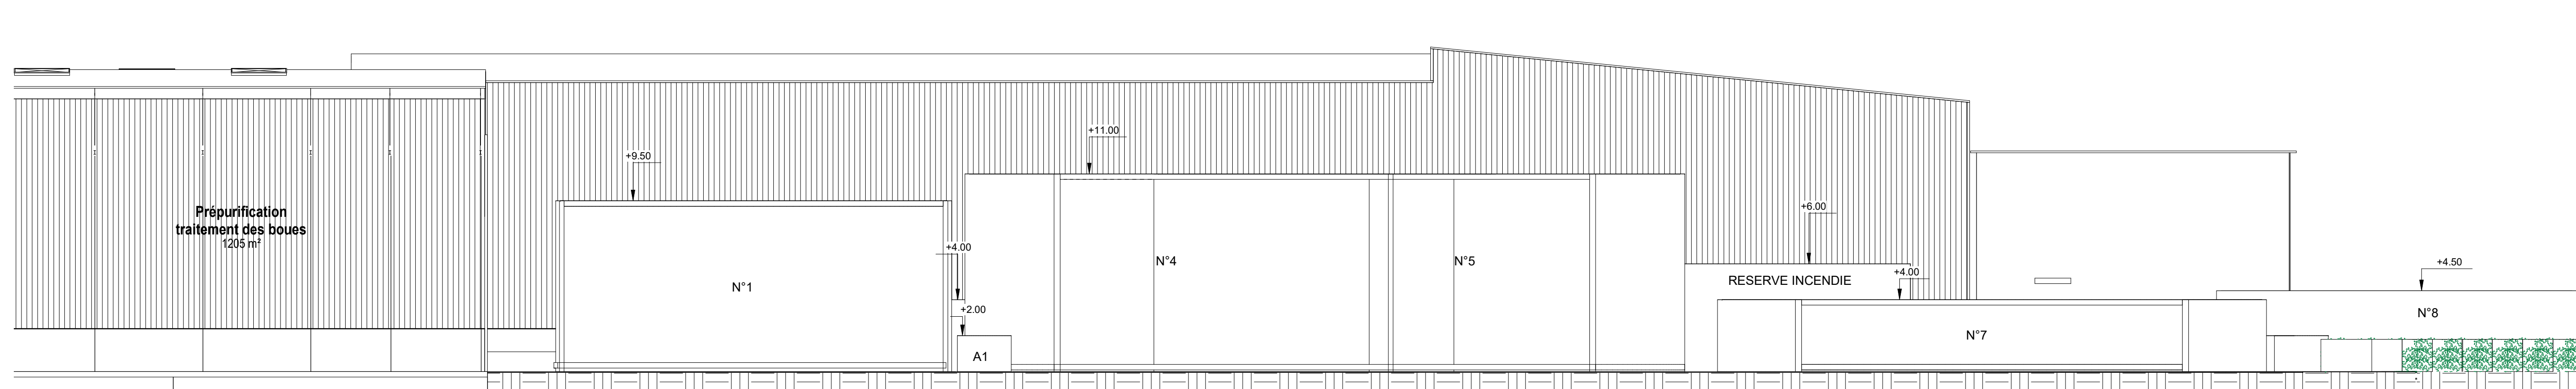 +11.00
+9.50
+6.00
Prépurification
traitement des boues
1205 m²
+4.00
N°4
N°5
+4.50
+4.00
RESERVE INCENDIE
N°1
+2.00
N°8
N°7
A1